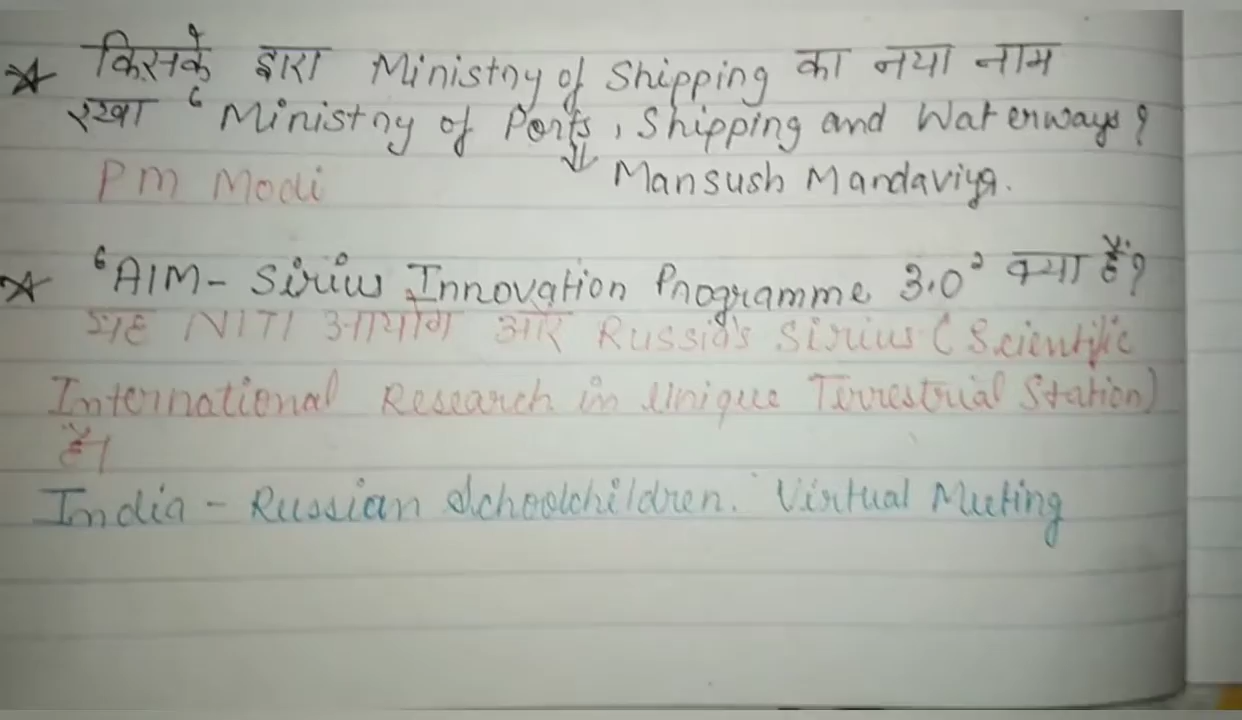 ★ किसके द्वारा Ministry of Shipping का नया नाम
रखा ‘Ministry of Ports, Shipping and Waterways?
PM Modi ⇓ Mansush Mandaviya.
★ ‘AIM- Sirius Innovation Programme 3.0’ क्या है?
यह NITI आयोग और Russia's Sirius (Scientific
International Research in Unique Terrestrial Station)
है।
India - Russian Schoolchildren. Virtual Meeting